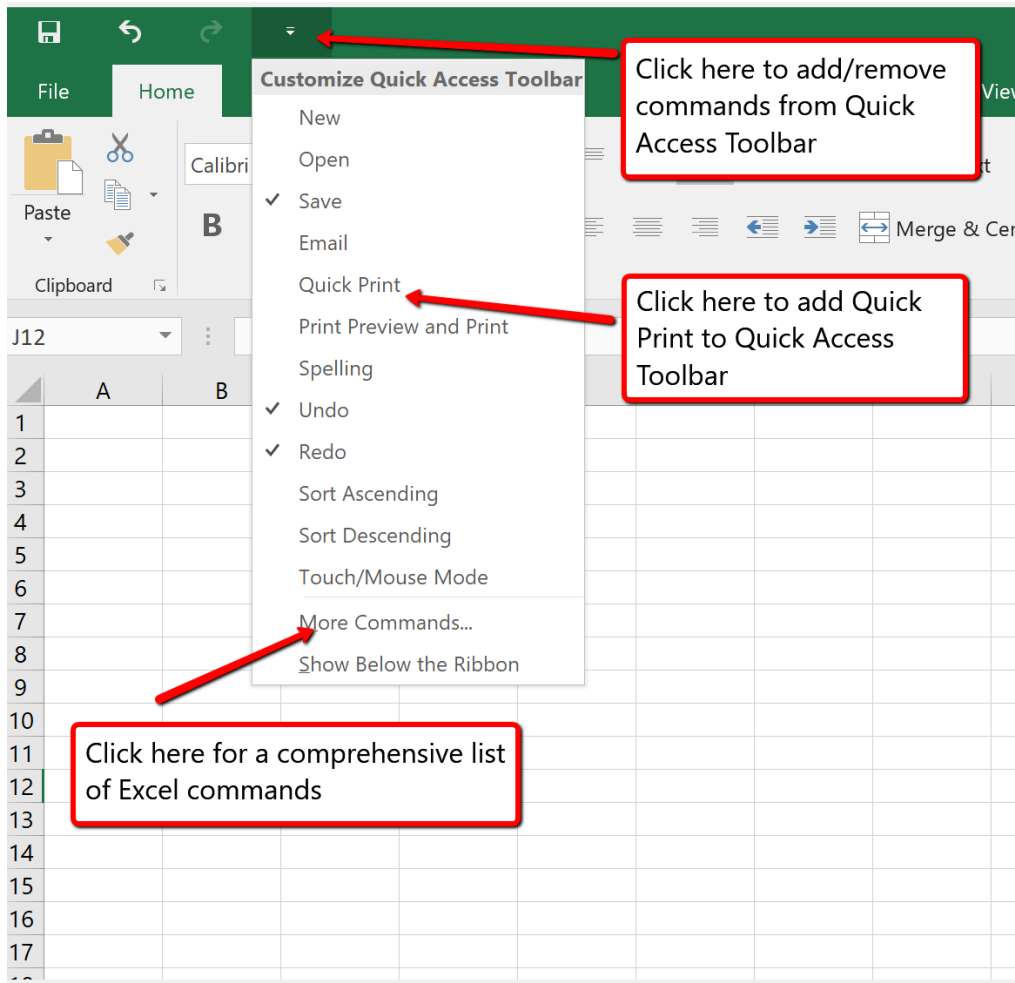 File Home View
Customize Quick Access Toolbar
Click here to add/remove
commands from Quick
Access Toolbar
New
Open
Save
Email
Quick Print
Print Preview and Print
Spelling
Undo
Redo
Sort Ascending
Sort Descending
Touch/Mouse Mode
More Commands...
Show Below the Ribbon
Calibri
Paste
B
Merge & Cen
Clipboard
Click here to add Quick
Print to Quick Access
Toolbar
J12
A B
1
2
3
4
5
6
7
8
9
10
11
12
13
14
15
16
17
Click here for a comprehensive list
of Excel commands